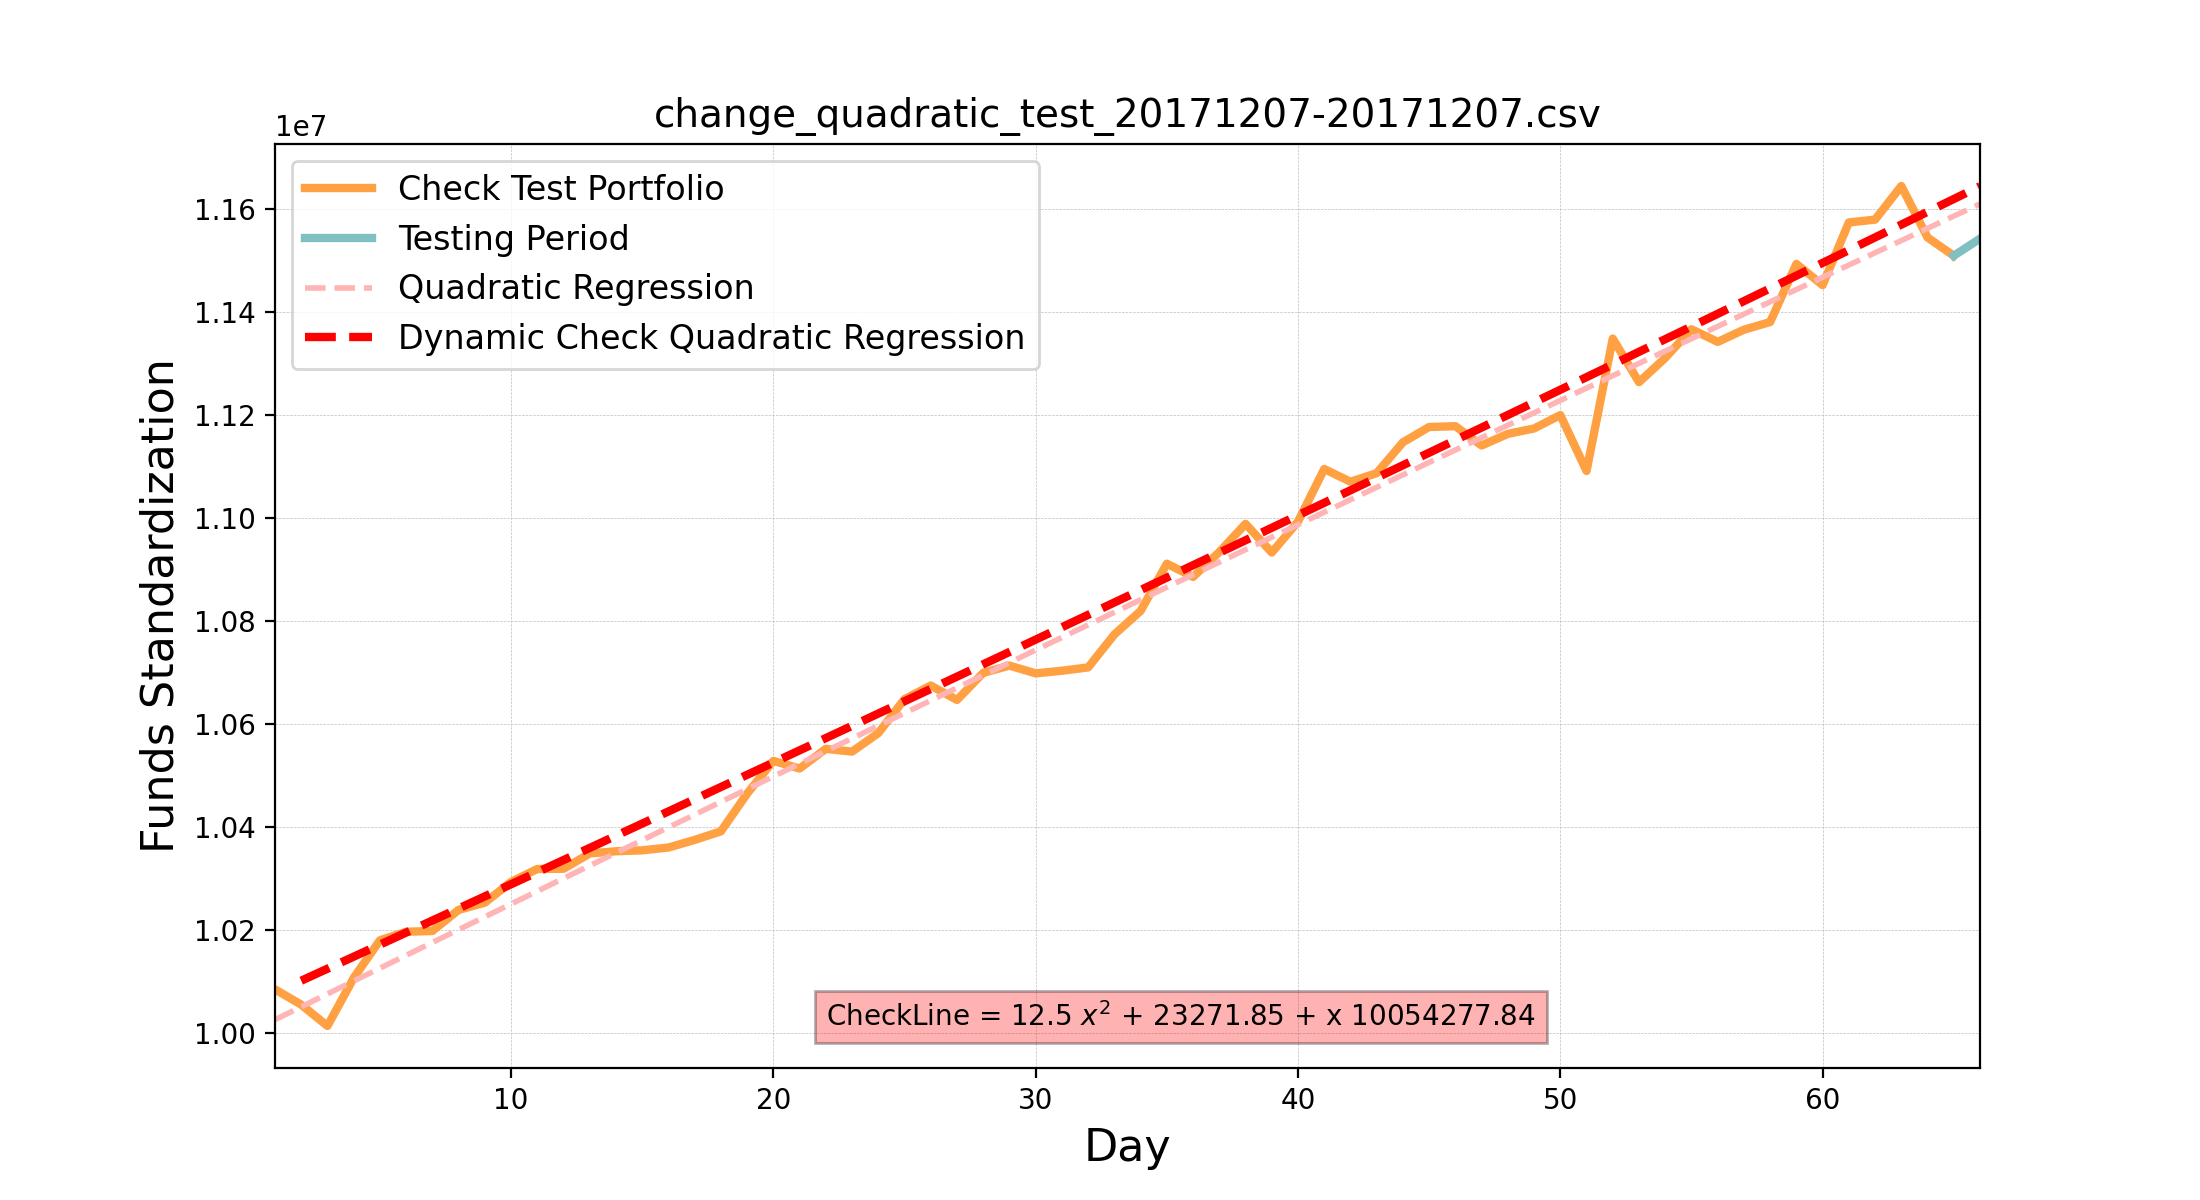 change_quadratic_test_20171207-20171207.csv
1e7
Check Test Portfolio
Testing Period
Quadratic Regression
Dynamic Check Quadratic Regression
1.16
1.14
1.12
1.10
1.08
1.06
1.04
1.02
1.00
Funds Standardization
CheckLine = 12.5 x² + 23271.85 + x 10054277.84
10 20 30 40 50 60
Day